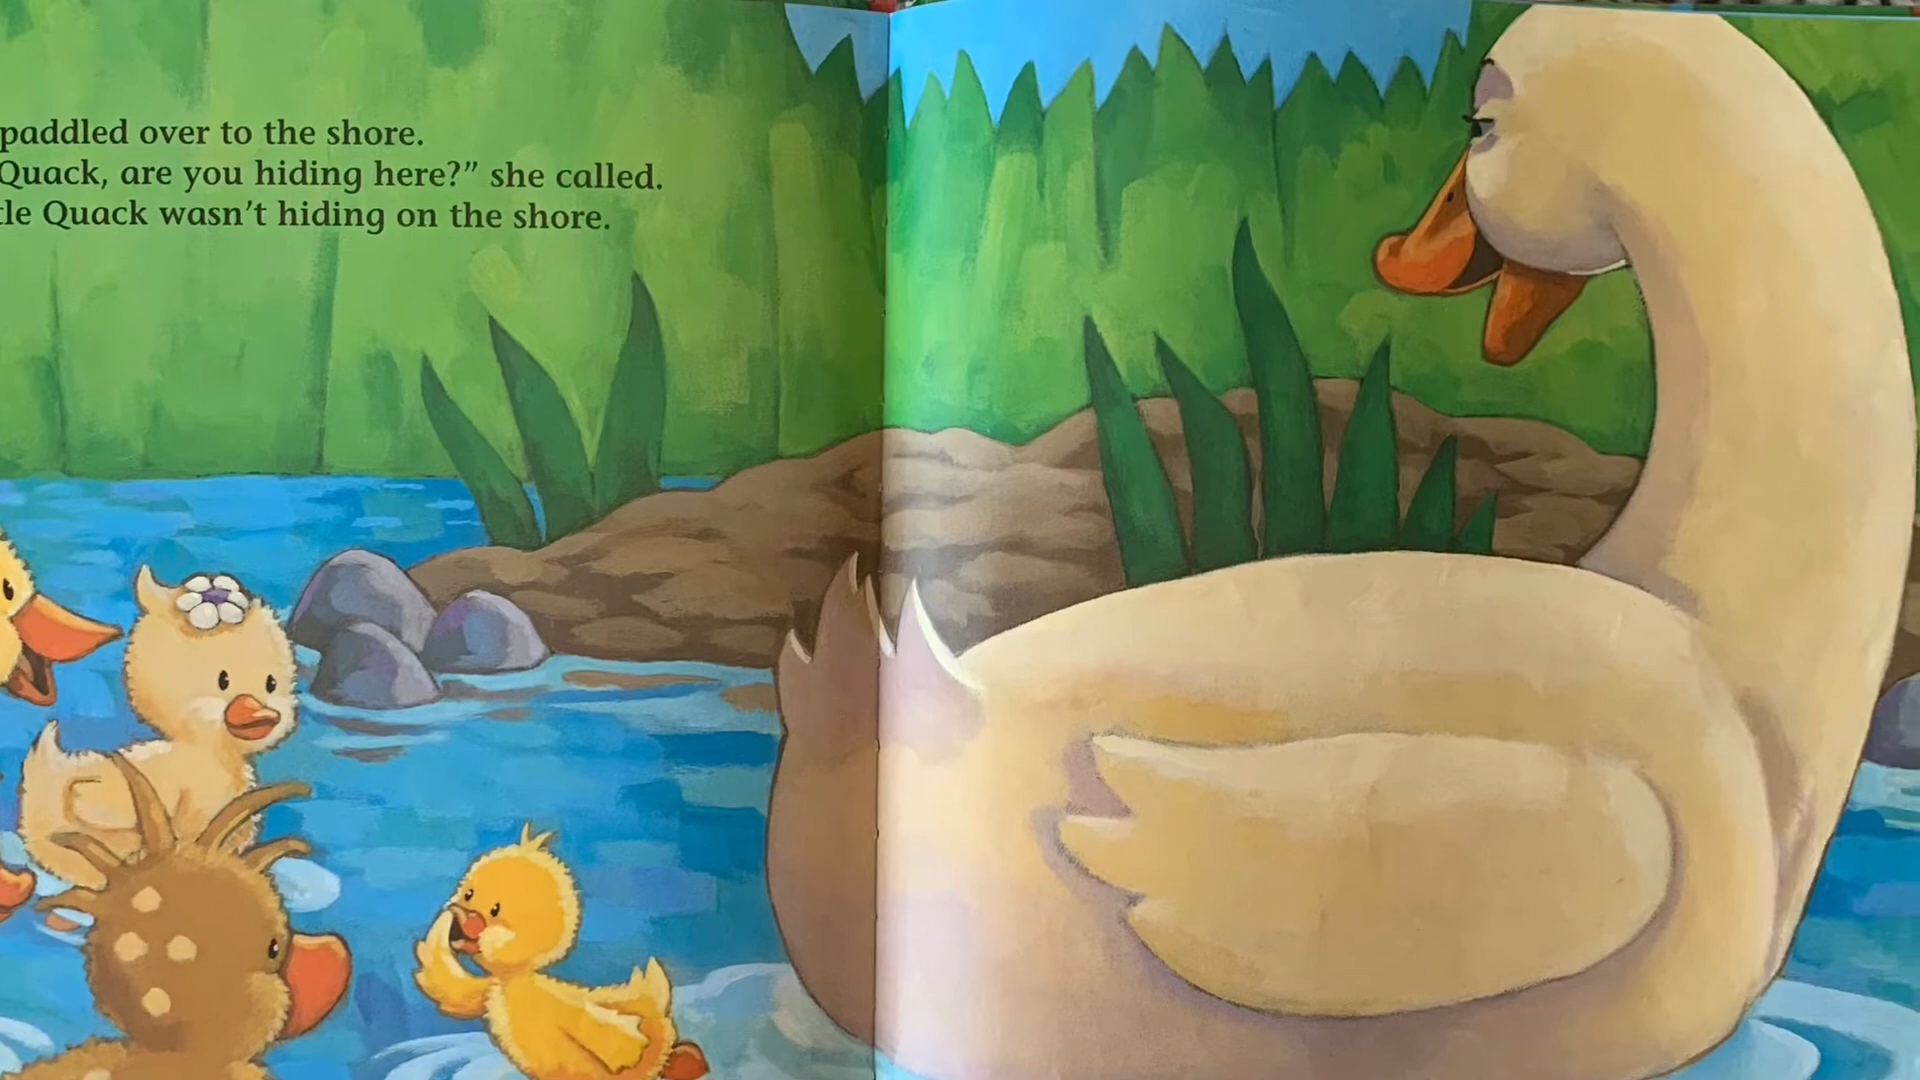 paddled over to the shore.
Quack, are you hiding here?” she called.
tle Quack wasn’t hiding on the shore.